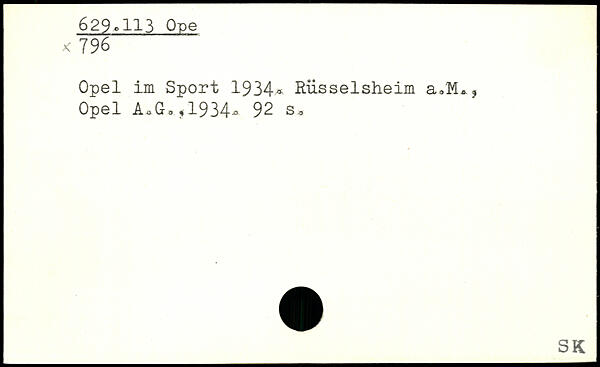 629.113 Ope
x 796
Opel im Sport 1934. Rüsselsheim a.M.,
Opel A.G.,1934. 92 s.
SK